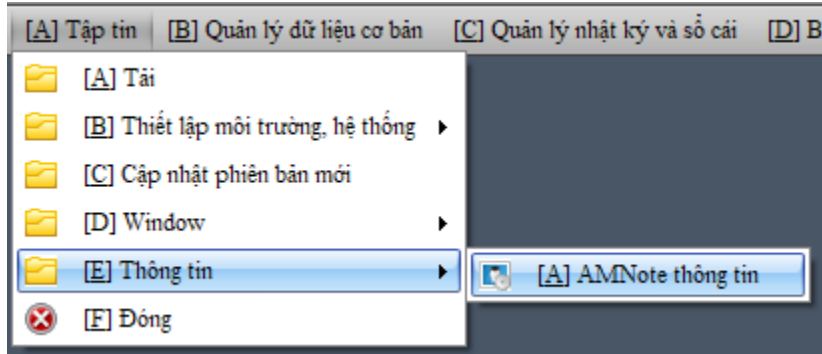 [A] Tập tin [B] Quản lý dữ liệu cơ bản [C] Quản lý nhật ký và sổ cái [D] B
[A] Tải
[B] Thiết lập môi trường, hệ thống
[C] Cập nhật phiên bản mới
[D] Window
[E] Thông tin
[A] AMNote thông tin
[F] Đóng